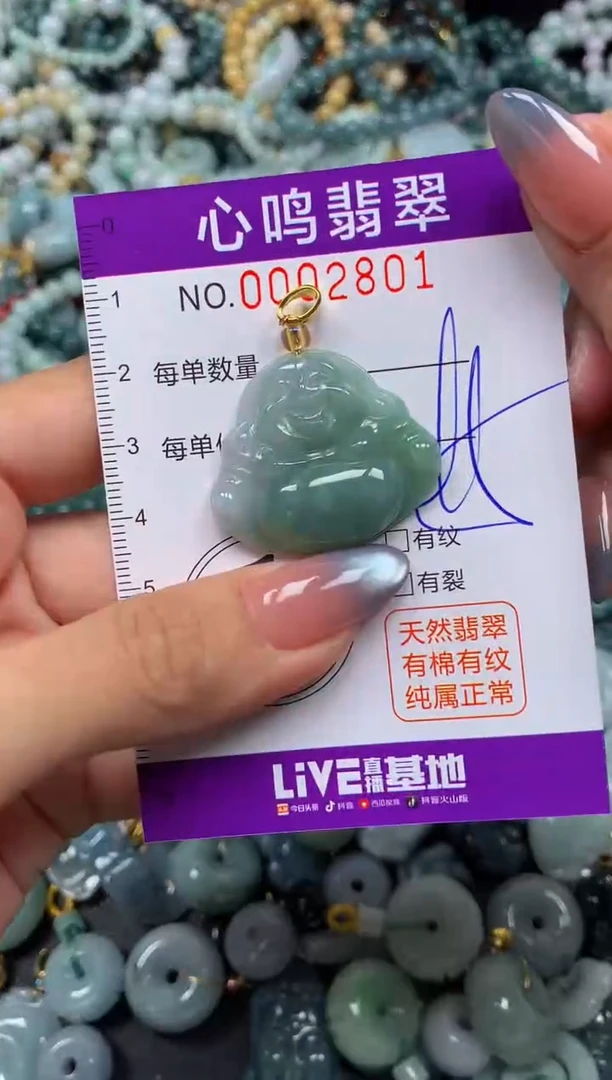 心鸣翡翠
0
1
NO.0002801
2
每单数量
3
每单
4
有纹
5
有裂
天然翡翠
有棉有纹
纯属正常
LiVE直播基地
今日头条 抖音 西瓜视频 抖音火山版